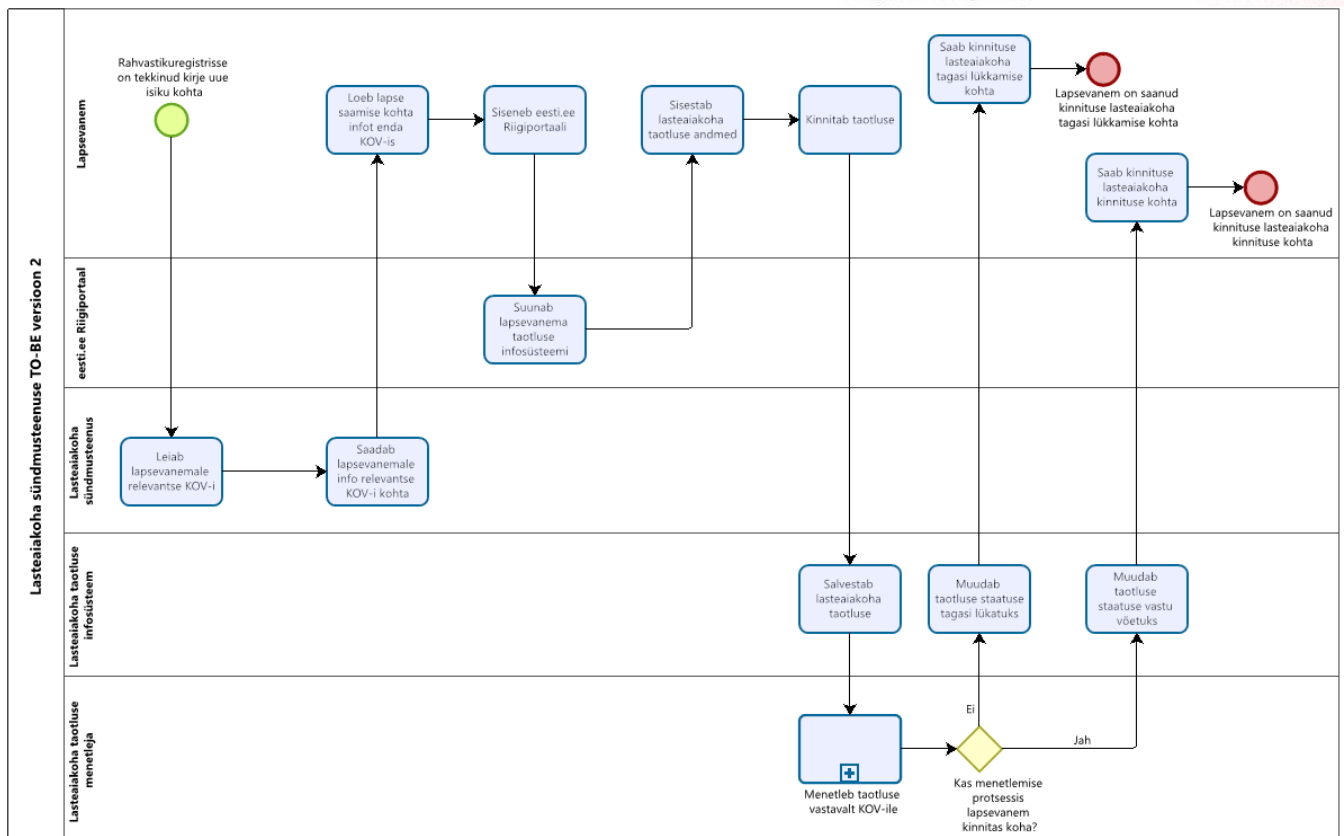 Lasteaiakoha sündmusteenuse TO-BE versioon 2
Lapsevanem
Rahvastikuregistrisse
on tekkinud kirje uue
isiku kohta
Loeb lapse
saamise kohta
infot enda
KOV-is
Siseneb eesti.ee
Riigiportaali
Sisestab
lasteaiakoha
taotluse andmed
Kinnitab taotluse
Saab kinnituse
lasteaiakoha
tagasi lükkamise
kohta
Lapsevanem on saanud
kinnituse lasteaiakoha
tagasi lükkamise kohta
Saab kinnituse
lasteaiakoha
kinnituse kohta
Lapsevanem on saanud
kinnituse lasteaiakoha
kinnituse kohta
eesti.ee Riigiportaal
Suunab
lapsevanema
taotluse
infosüsteemi
Lasteaiakoha
sündmusteenus
Leiab
lapsevanemale
relevantse KOV-i
Saadab
lapsevanemale
info relevantse
KOV-i kohta
Lasteaiakoha taotluse
infosüsteem
Salvestab
lasteaiakoha
taotluse
Muudab
taotluse staatuse
tagasi lükatuks
Muudab
taotluse
staatuse vastu
võetuks
Lasteaiakoha taotluse
menetleja
Menetleb taotluse
vastavalt KOV-ile
Ei
Jah
Kas menetlemise
protsessis
lapsevanem
kinnitas koha?